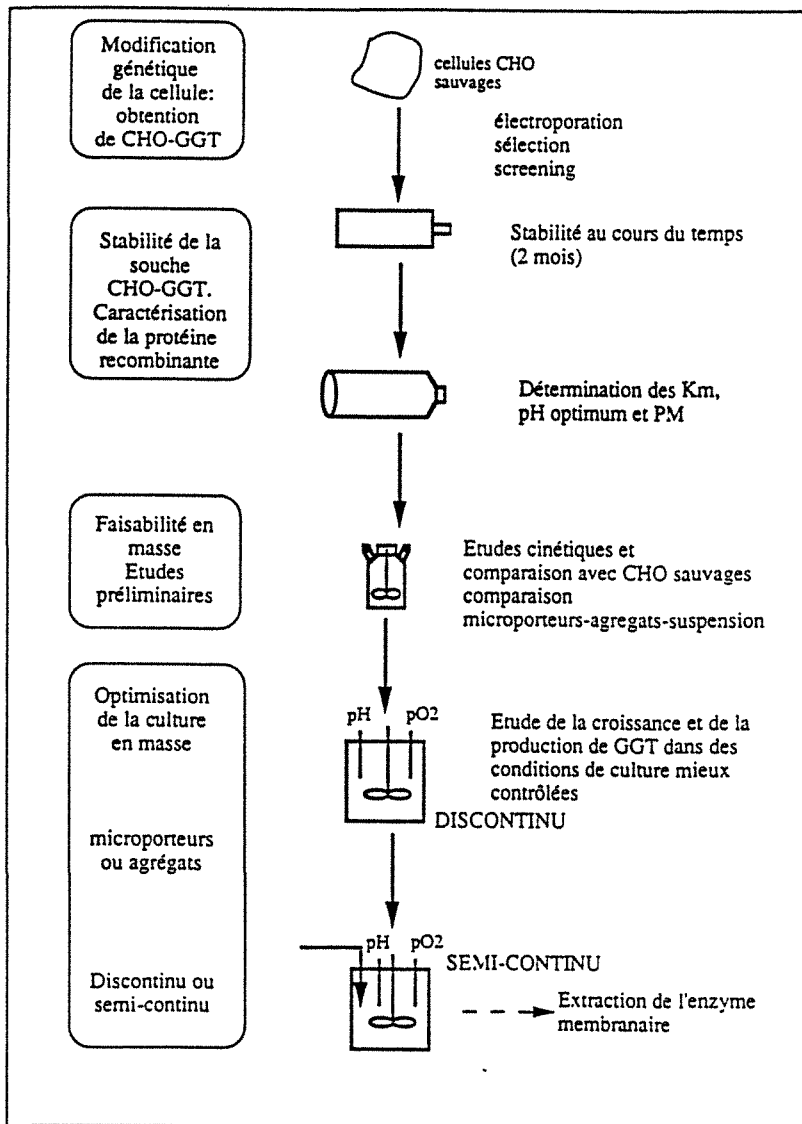 Modification
génétique
de la cellule:
obtention
de CHO-GGT
cellules CHO
sauvages
électroporation
sélection
screening
Stabilité de la
souche
CHO-GGT.
Caractérisation
de la protéine
recombinante
Stabilité au cours du temps
(2 mois)
Détermination des Km,
pH optimum et PM
Faisabilité en
masse
Etudes
préliminaires
Etudes cinétiques et
comparaison avec CHO sauvages
comparaison
microporteurs-agregats-suspension
Optimisation
de la culture
en masse
microporteurs
ou agrégats
Discontinu ou
semi-continu
pH pO2
Etude de la croissance et de la
production de GGT dans des
conditions de culture mieux
contrôlées
DISCONTINU
pH pO2
SEMI-CONTINU
Extraction de l'enzyme
membranaire